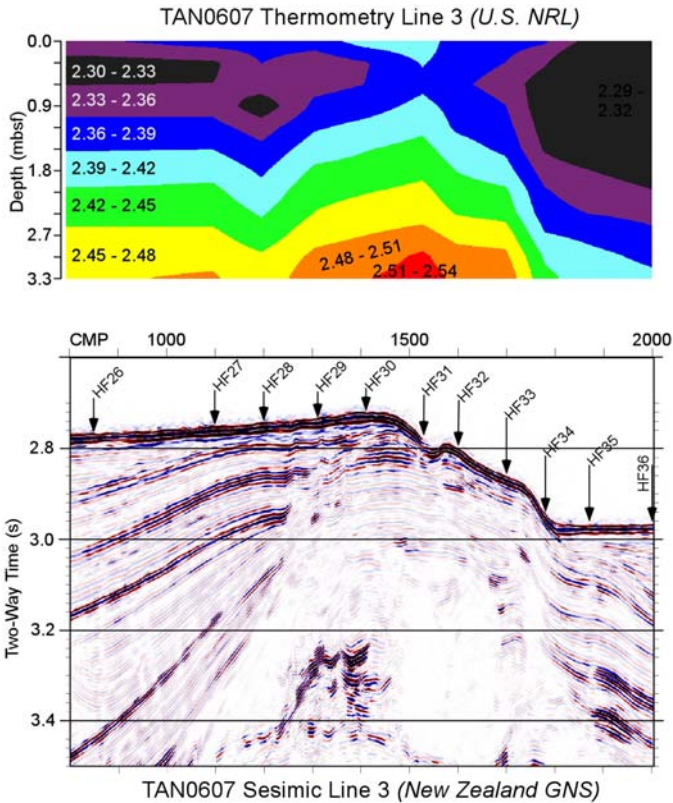 TAN0607 Thermometry Line 3 (U.S. NRL)
0.0
2.30 - 2.33
2.29 -
2.32
0.9
2.33 - 2.36
2.36 - 2.39
Depth (mbsf)
1.8
2.39 - 2.42
2.42 - 2.45
2.7
2.45 - 2.48
2.48 - 2.51
2.51 - 2.54
3.3
CMP 1000 1500 2000
HF26
HF27
HF28
HF29
HF30
HF31
HF32
HF33
HF34
HF35
HF36
2.8
3.0
Two-Way Time (s)
3.2
3.4
TAN0607 Sesimic Line 3 (New Zealand GNS)